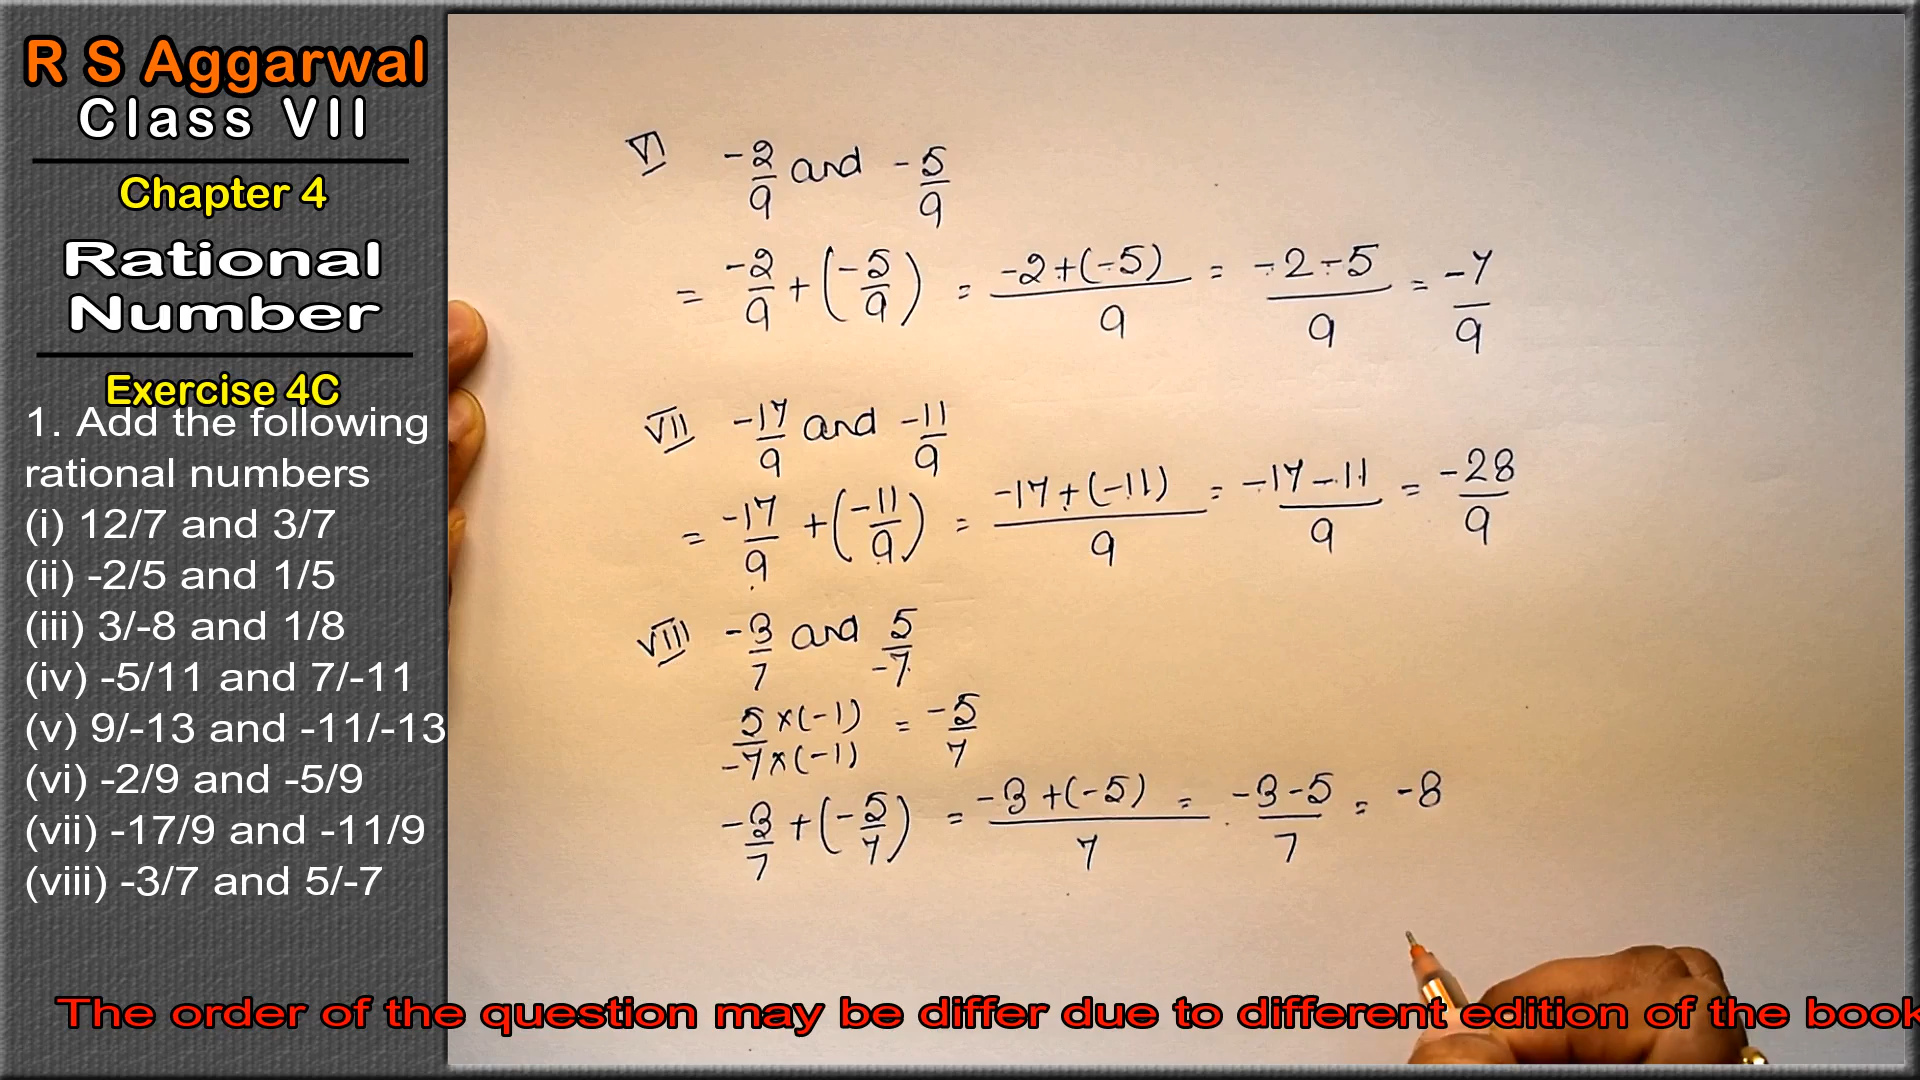 R S Aggarwal
Class VII
Chapter 4
Rational
Number
Exercise 4C
1. Add the following
rational numbers
(i) 12/7 and 3/7
(ii) -2/5 and 1/5
(iii) 3/-8 and 1/8
(iv) -5/11 and 7/-11
(v) 9/-13 and -11/-13
(vi) -2/9 and -5/9
(vii) -17/9 and -11/9
(viii) -3/7 and 5/-7
VI -2/9 and -5/9
= -2/9 + (-5/9) = -2+(-5)/9 = -2-5/9 = -7/9
VII -17/9 and -11/9
= -17/9 + (-11/9) = -17+(-11)/9 = -17-11/9 = -28/9
VIII -3/7 and 5/-7
5×(-1)/-7×(-1) = -5/7
-3/7 + (-5/7) = -3+(-5)/7 = -3-5/7 = -8
The order of the question may be differ due to different edition of the book